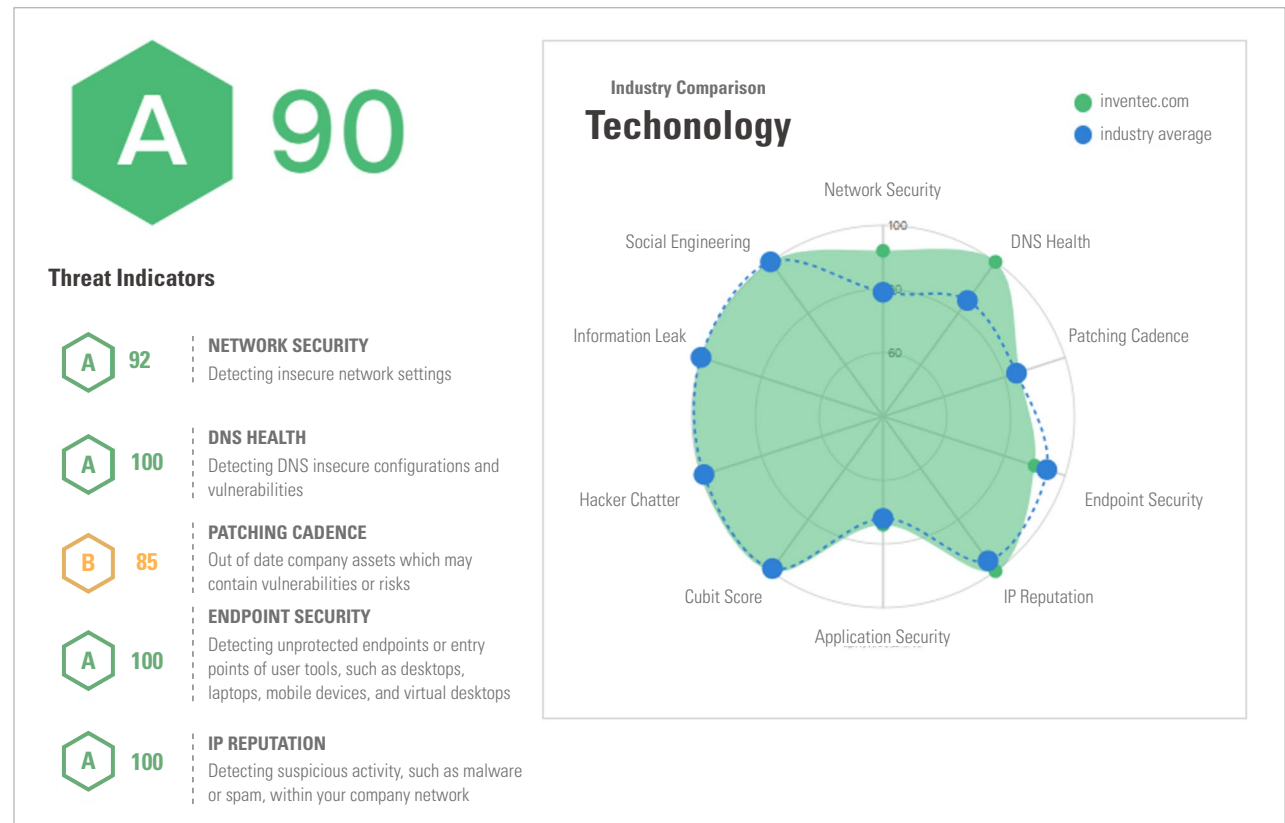 A 90
Threat Indicators
A 92
NETWORK SECURITY
Detecting insecure network settings
A 100
DNS HEALTH
Detecting DNS insecure configurations and
vulnerabilities
B 85
PATCHING CADENCE
Out of date company assets which may
contain vulnerabilities or risks
A 100
ENDPOINT SECURITY
Detecting unprotected endpoints or entry
points of user tools, such as desktops,
laptops, mobile devices, and virtual desktops
A 100
IP REPUTATION
Detecting suspicious activity, such as malware
or spam, within your company network
Industry Comparison
Techonology
inventec.com
industry average
Network Security
100
Social Engineering
DNS Health
Information Leak
60
Patching Cadence
Hacker Chatter
Endpoint Security
Cubit Score
IP Reputation
Application Security